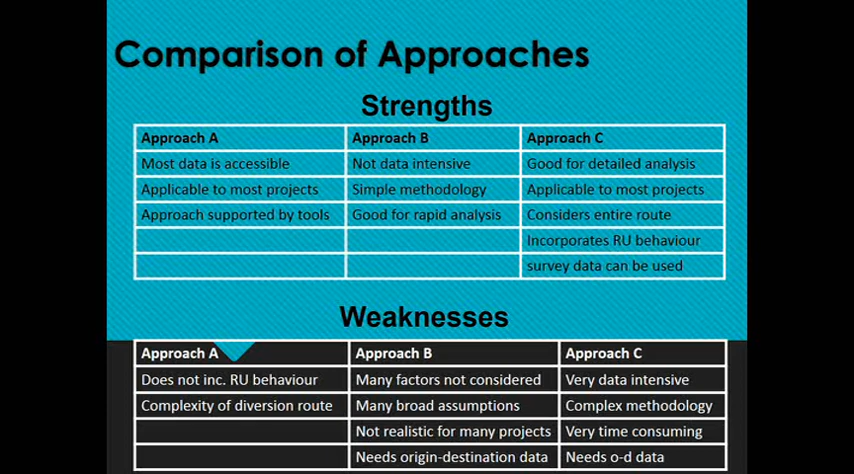 Comparison of Approaches
Strengths
Approach A Approach B Approach C
Most data is accessible Not data intensive Good for detailed analysis
Applicable to most projects Simple methodology Applicable to most projects
Approach supported by tools Good for rapid analysis Considers entire route
Incorporates RU behaviour
survey data can be used
Weaknesses
Approach A Approach B Approach C
Does not inc. RU behaviour Many factors not considered Very data intensive
Complexity of diversion route Many broad assumptions Complex methodology
Not realistic for many projects Very time consuming
Needs origin-destination data Needs o-d data